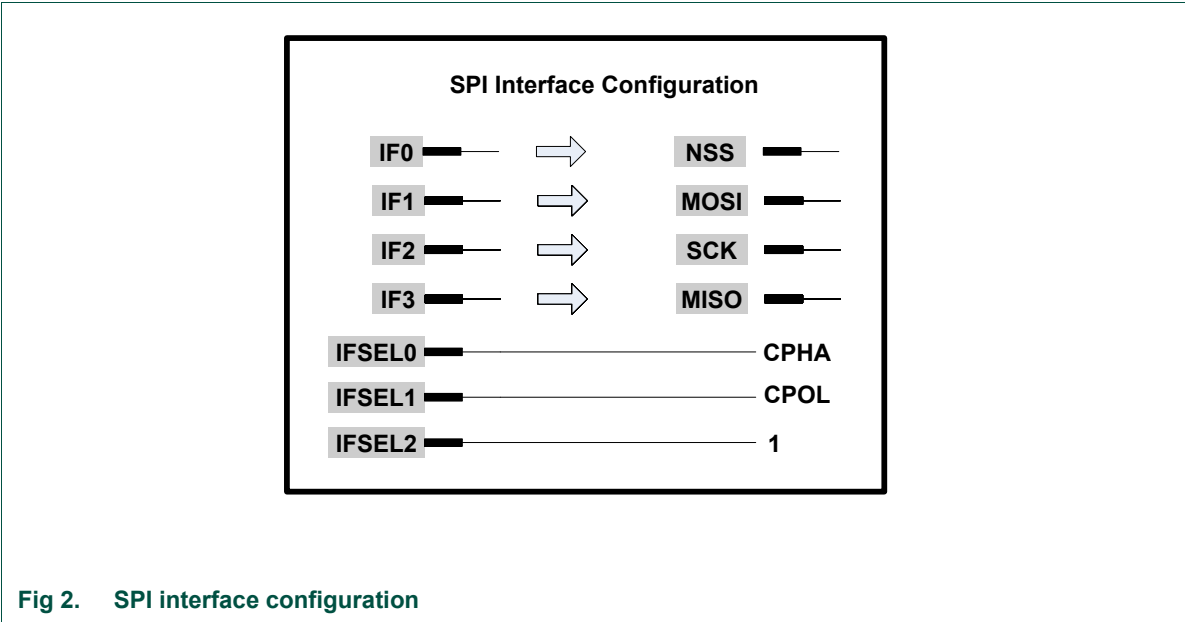 SPI Interface Configuration
IF0 NSS
IF1 MOSI
IF2 SCK
IF3 MISO
IFSEL0 CPHA
IFSEL1 CPOL
IFSEL2 1
Fig 2. SPI interface configuration